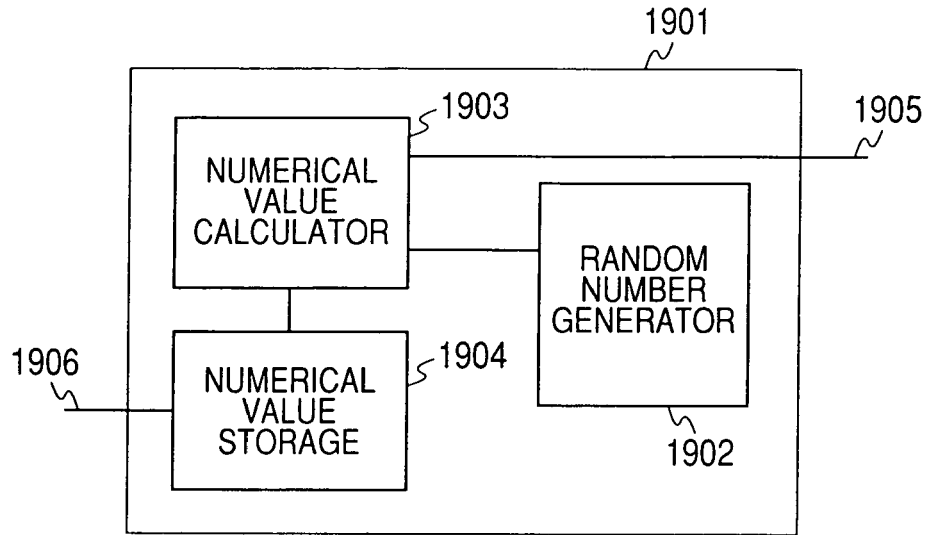 1901
1903
1905
NUMERICAL
VALUE
CALCULATOR
RANDOM
NUMBER
GENERATOR
1906
1904
NUMERICAL
VALUE
STORAGE
1902